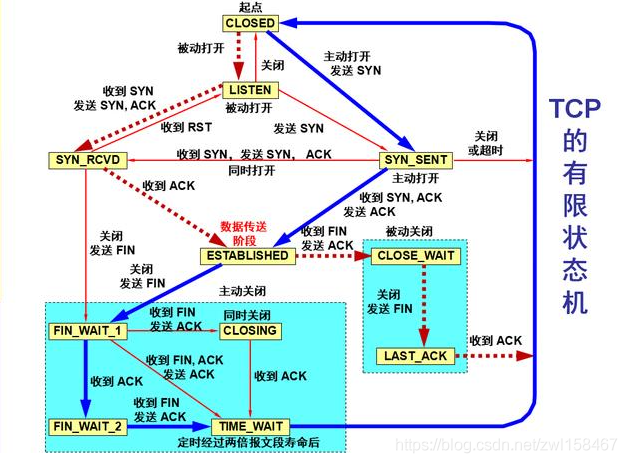 起点
CLOSED
被动打开
关闭
主动打开
发送 SYN
LISTEN
被动打开
收到 SYN
发送 SYN, ACK
收到 RST
发送 SYN
SYN_RCVD
收到 SYN，发送 SYN， ACK
同时打开
SYN_SENT
主动打开
关闭
或超时
收到 ACK
收到 SYN, ACK
发送 ACK
数据传送
阶段
ESTABLISHED
收到 FIN
发送 ACK
被动关闭
CLOSE_WAIT
关闭
发送 FIN
关闭
发送 FIN
关闭
发送 FIN
LAST_ACK
收到 ACK
主动关闭
FIN_WAIT_1
收到 FIN
发送 ACK
同时关闭
CLOSING
收到 ACK
收到 FIN, ACK
发送 ACK
收到 ACK
FIN_WAIT_2
收到 FIN
发送 ACK
TIME_WAIT
定时经过两倍报文段寿命后
TCP
的
有
限
状
态
机
https://blog.csdn.net/zwl158467